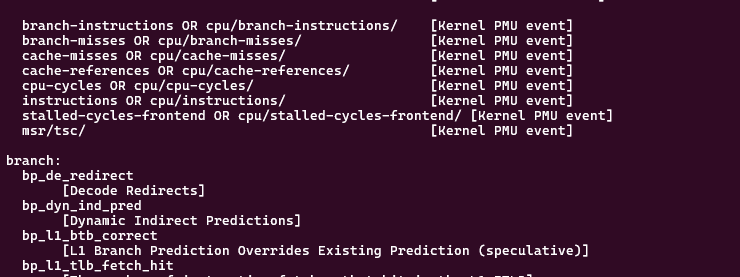 branch-instructions OR cpu/branch-instructions/ [Kernel PMU event]
branch-misses OR cpu/branch-misses/ [Kernel PMU event]
cache-misses OR cpu/cache-misses/ [Kernel PMU event]
cache-references OR cpu/cache-references/ [Kernel PMU event]
cpu-cycles OR cpu/cpu-cycles/ [Kernel PMU event]
instructions OR cpu/instructions/ [Kernel PMU event]
stalled-cycles-frontend OR cpu/stalled-cycles-frontend/ [Kernel PMU event]
msr/tsc/ [Kernel PMU event]
branch:
bp_de_redirect
[Decode Redirects]
bp_dyn_ind_pred
[Dynamic Indirect Predictions]
bp_l1_btb_correct
[L1 Branch Prediction Overrides Existing Prediction (speculative)]
bp_l1_tlb_fetch_hit